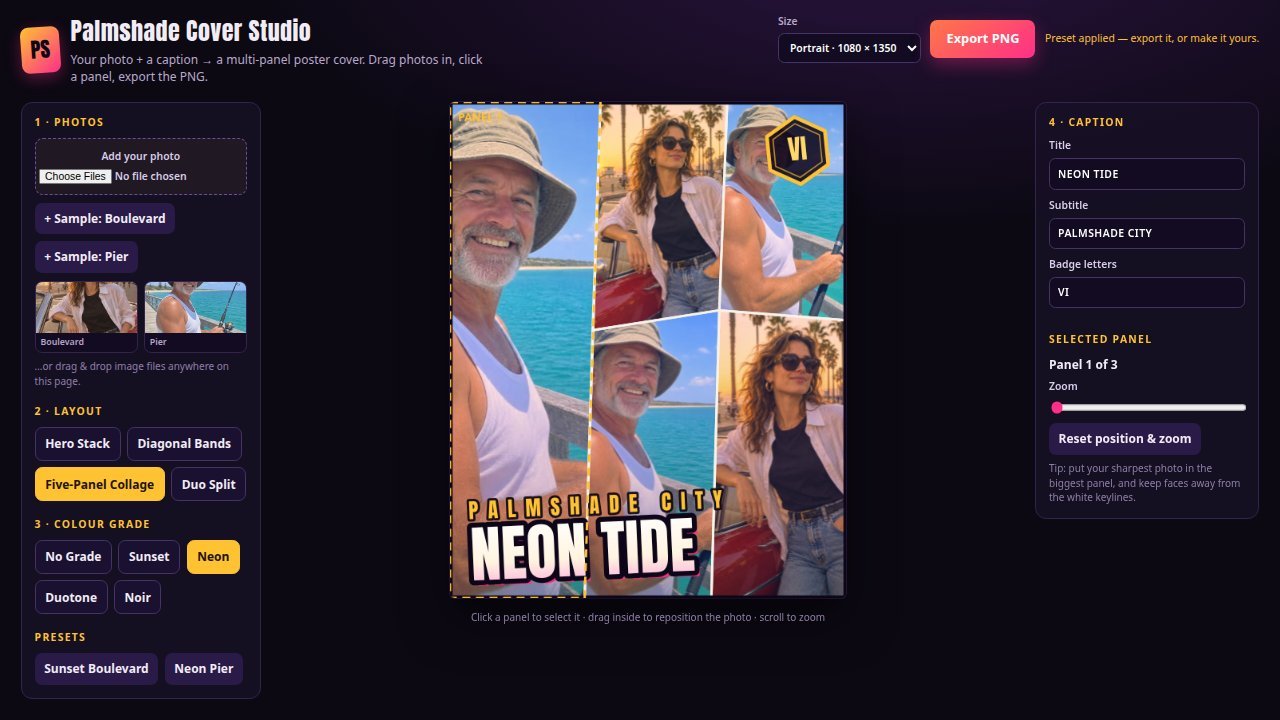 PS
Palmshade Cover Studio
Your photo + a caption → a multi-panel poster cover. Drag photos in, click
a panel, export the PNG.
Size
Portrait · 1080 × 1350
Export PNG
Preset applied — export it, or make it yours.
1 · PHOTOS
Add your photo
Choose Files No file chosen
+ Sample: Boulevard
+ Sample: Pier
Boulevard
Pier
...or drag & drop image files anywhere on
this page.
2 · LAYOUT
Hero Stack
Diagonal Bands
Five-Panel Collage
Duo Split
3 · COLOUR GRADE
No Grade
Sunset
Neon
Duotone
Noir
PRESETS
Sunset Boulevard
Neon Pier
VI
PALMSHADE CITY
NEON TIDE
Click a panel to select it · drag inside to reposition the photo · scroll to zoom
4 · CAPTION
Title
NEON TIDE
Subtitle
PALMSHADE CITY
Badge letters
VI
SELECTED PANEL
Panel 1 of 3
Zoom
Reset position & zoom
Tip: put your sharpest photo in the
biggest panel, and keep faces away from
the white keylines.